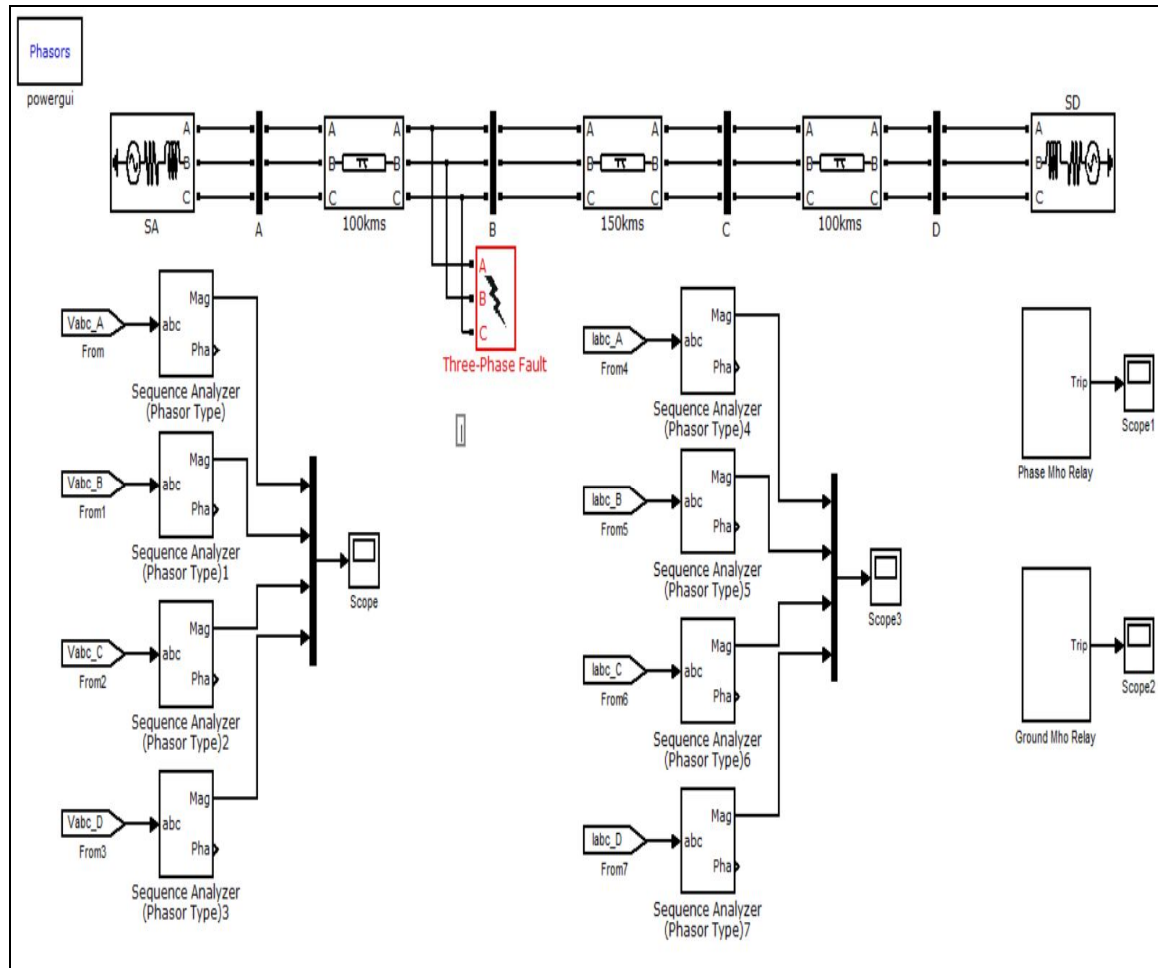 Phasors
powergui
SA
A
B
C
A
A
B
C
A
B
C
100kms
B
A
B
C
A
B
C
150kms
C
A
B
C
A
B
C
100kms
D
SD
A
B
C
A
B
C
Three-Phase Fault
Vabc_A
From
abc
Mag
Pha
Sequence Analyzer
(Phasor Type)
Vabc_B
From1
abc
Mag
Pha
Sequence Analyzer
(Phasor Type)1
Vabc_C
From2
abc
Mag
Pha
Sequence Analyzer
(Phasor Type)2
Vabc_D
From3
abc
Mag
Pha
Sequence Analyzer
(Phasor Type)3
Scope
Iabc_A
From4
abc
Mag
Pha
Sequence Analyzer
(Phasor Type)4
Iabc_B
From5
abc
Mag
Pha
Sequence Analyzer
(Phasor Type)5
Iabc_C
From6
abc
Mag
Pha
Sequence Analyzer
(Phasor Type)6
Iabc_D
From7
abc
Mag
Pha
Sequence Analyzer
(Phasor Type)7
Scope3
Trip
Phase Mho Relay
Scope1
Trip
Ground Mho Relay
Scope2